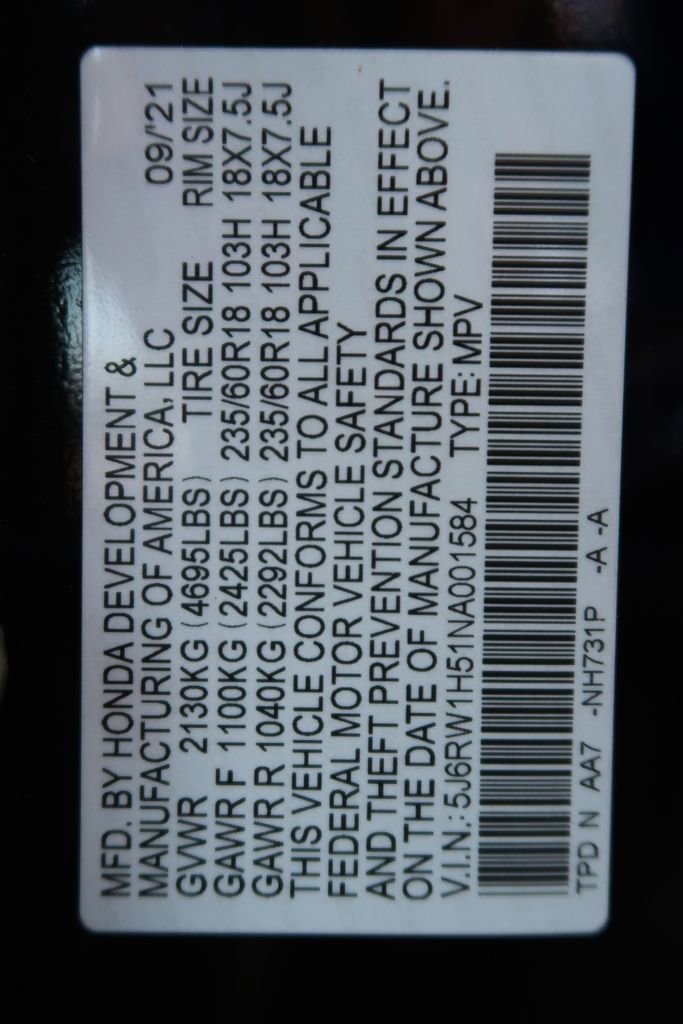 MFD. BY HONDA DEVELOPMENT &
MANUFACTURING OF AMERICA, LLC 09/'21
GVWR 2130KG (4695LBS) TIRE SIZE RIM SIZE
GAWR F 1100KG (2425LBS) 235/60R18 103H 18X7.5J
GAWR R 1040KG (2292LBS) 235/60R18 103H 18X7.5J
THIS VEHICLE CONFORMS TO ALL APPLICABLE
FEDERAL MOTOR VEHICLE SAFETY
AND THEFT PREVENTION STANDARDS IN EFFECT
ON THE DATE OF MANUFACTURE SHOWN ABOVE.
V.I.N.: 5J6RW1H51NA001584 TYPE: MPV
TPD N AA7 -NH731P -A -A